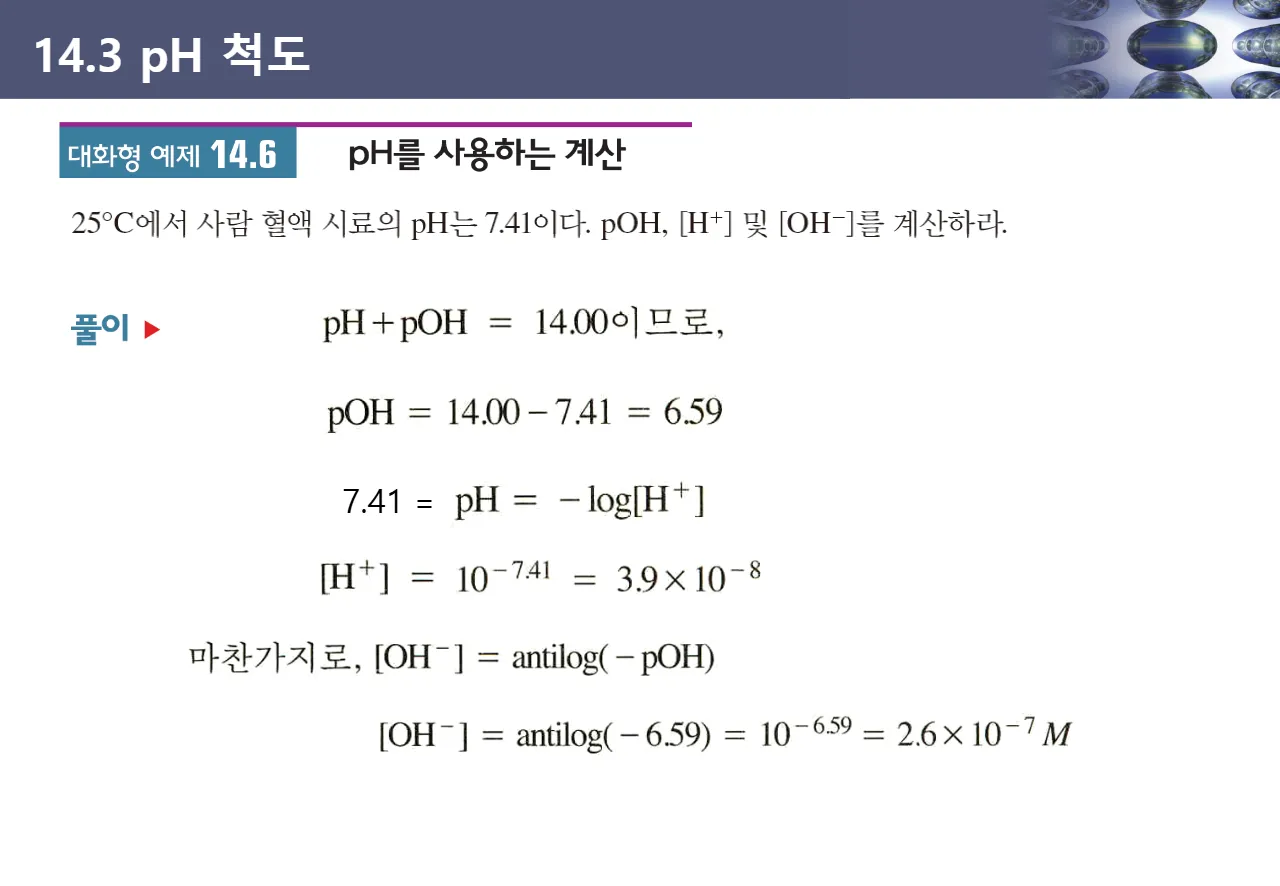 14.3 pH 척도
대화형 예제 14.6 pH를 사용하는 계산
25°C에서 사람 혈액 시료의 pH는 7.41이다. pOH, [H⁺] 및 [OH⁻]를 계산하라.
풀이 ▶ pH + pOH = 14.00이므로,
pOH = 14.00 − 7.41 = 6.59
7.41 = pH = − log[H⁺]
[H⁺] = 10⁻⁷·⁴¹ = 3.9 × 10⁻⁸
마찬가지로, [OH⁻] = antilog(− pOH)
[OH⁻] = antilog(− 6.59) = 10⁻⁶·⁵⁹ = 2.6 × 10⁻⁷ M